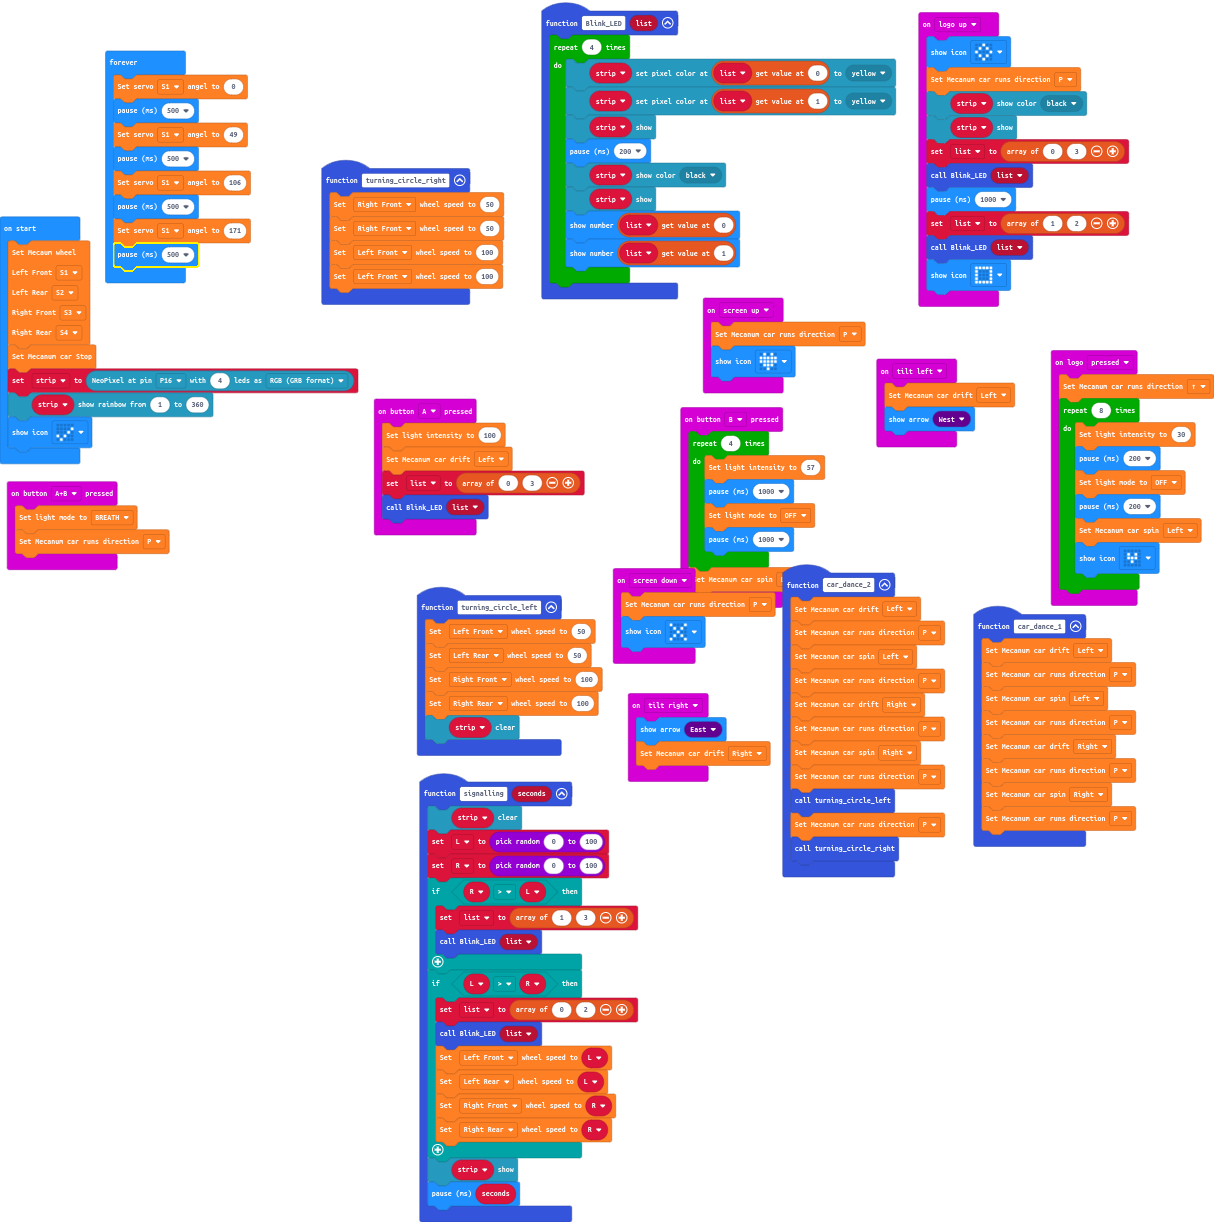 forever
Set servo S1 angel to 0
pause (ms) 500
Set servo S1 angel to 49
pause (ms) 500
Set servo S1 angel to 106
pause (ms) 500
Set servo S1 angel to 171
pause (ms) 500
on start
Set Mecaum wheel
Left Front S1
Left Rear S2
Right Front S3
Right Rear S4
Set Mecanum car Stop
set strip to NeoPixel at pin P16 with 4 leds as RGB (GRB format)
strip show rainbow from 1 to 360
show icon
on button A+B pressed
Set light mode to BREATH
Set Mecanum car runs direction P
function turning_circle_right
Set Right Front wheel speed to 50
Set Right Front wheel speed to 50
Set Left Front wheel speed to 100
Set Left Front wheel speed to 100
on button A pressed
Set light intensity to 100
Set Mecanum car drift Left
set list to array of 0 3
call Blink_LED list
function Blink_LED list
repeat 4 times
do
strip set pixel color at list get value at 0 to yellow
strip set pixel color at list get value at 1 to yellow
strip show
pause (ms) 200
strip show color black
strip show
show number list get value at 0
show number list get value at 1
on logo up
show icon
Set Mecanum car runs direction P
strip show color black
strip show
set list to array of 0 3
call Blink_LED list
pause (ms) 1000
set list to array of 1 2
call Blink_LED list
show icon
on screen up
Set Mecanum car runs direction P
show icon
on tilt left
Set Mecanum car drift Left
show arrow West
on logo pressed
Set Mecanum car runs direction ↑
repeat 8 times
do
Set light intensity to 30
pause (ms) 200
Set light mode to OFF
pause (ms) 200
Set Mecanum car spin Left
show icon
on button B pressed
repeat 4 times
do
Set light intensity to 57
pause (ms) 1000
Set light mode to OFF
pause (ms) 1000
Set Mecanum car spin
on screen down
Set Mecanum car runs direction P
show icon
on tilt right
show arrow East
Set Mecanum car drift Right
function turning_circle_left
Set Left Front wheel speed to 50
Set Left Rear wheel speed to 50
Set Right Front wheel speed to 100
Set Right Rear wheel speed to 100
strip clear
function car_dance_2
Set Mecanum car drift Left
Set Mecanum car runs direction P
Set Mecanum car spin Left
Set Mecanum car runs direction P
Set Mecanum car drift Right
Set Mecanum car runs direction P
Set Mecanum car spin Right
Set Mecanum car runs direction P
call turning_circle_left
Set Mecanum car runs direction P
call turning_circle_right
function car_dance_1
Set Mecanum car drift Left
Set Mecanum car runs direction P
Set Mecanum car spin Left
Set Mecanum car runs direction P
Set Mecanum car drift Right
Set Mecanum car runs direction P
Set Mecanum car spin Right
Set Mecanum car runs direction P
function signalling seconds
strip clear
set L to pick random 0 to 100
set R to pick random 0 to 100
if R > L then
set list to array of 1 3
call Blink_LED list
if L > R then
set list to array of 0 2
call Blink_LED list
Set Left Front wheel speed to L
Set Left Rear wheel speed to L
Set Right Front wheel speed to R
Set Right Rear wheel speed to R
strip show
pause (ms) seconds